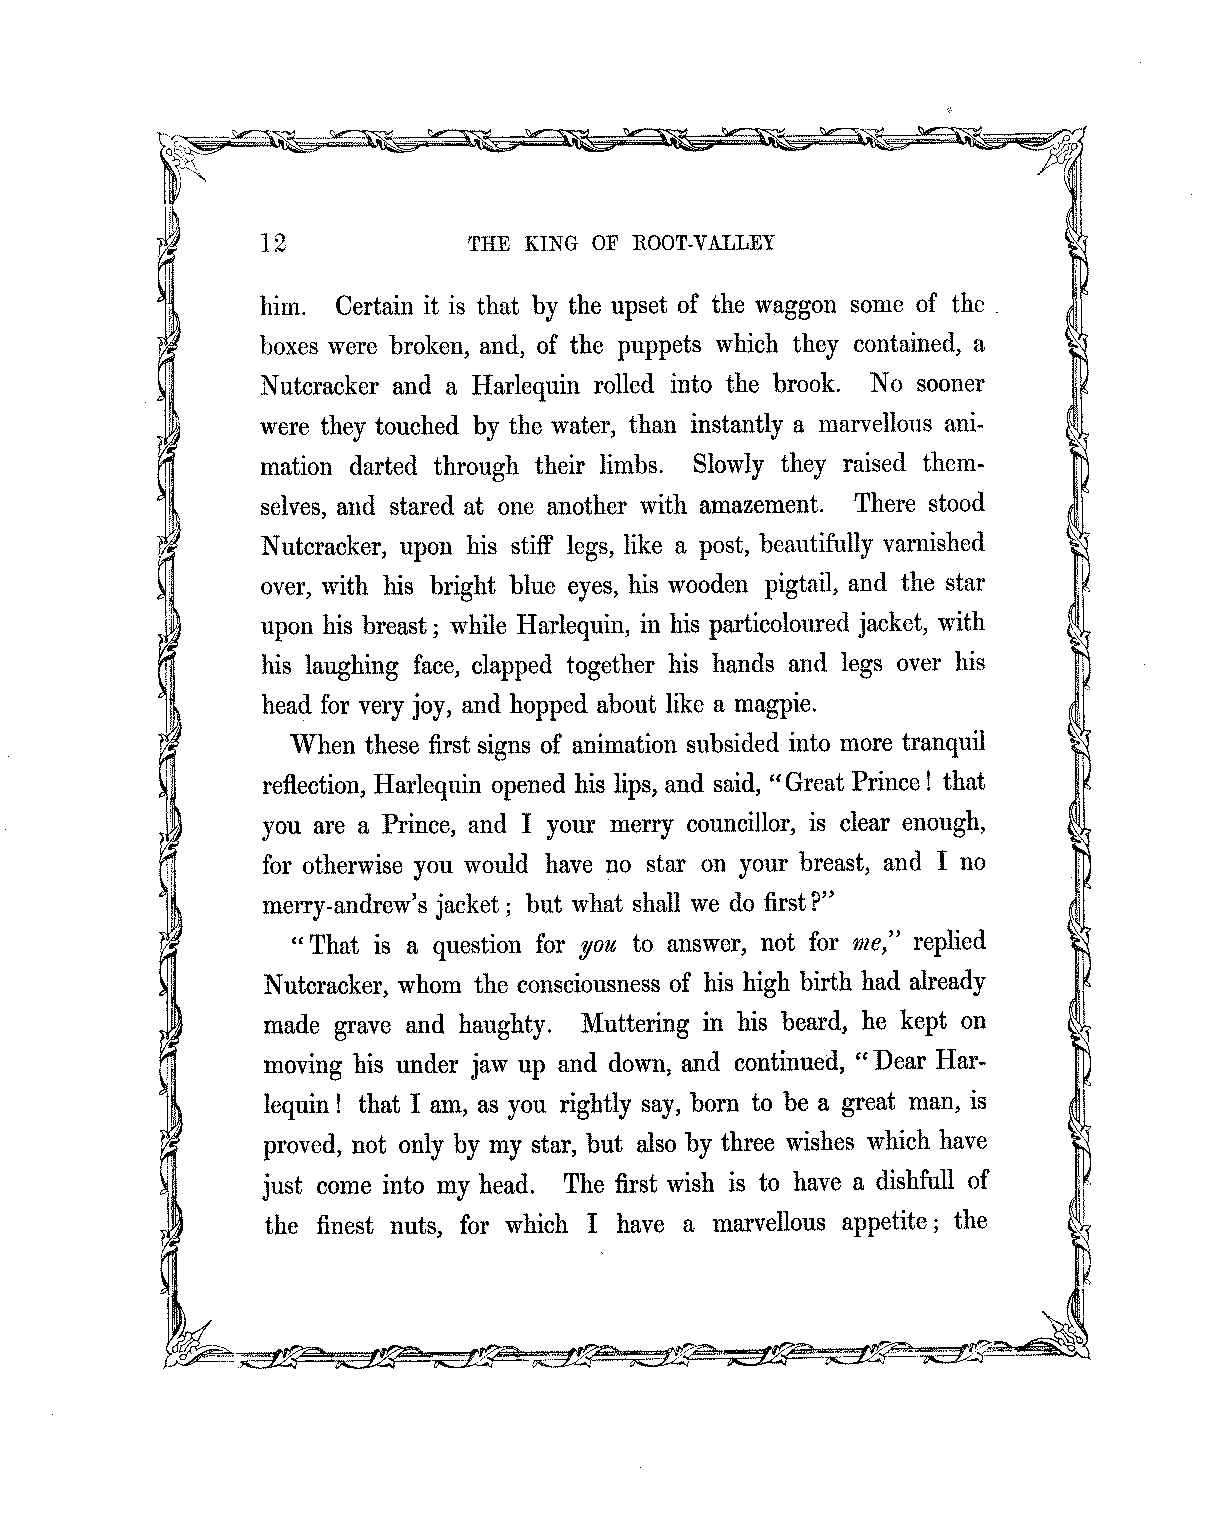 12 THE KING OF ROOT-VALLEY
him. Certain it is that by the upset of the waggon some of the
boxes were broken, and, of the puppets which they contained, a
Nutcracker and a Harlequin rolled into the brook. No sooner
were they touched by the water, than instantly a marvellous ani-
mation darted through their limbs. Slowly they raised them-
selves, and stared at one another with amazement. There stood
Nutcracker, upon his stiff legs, like a post, beautifully varnished
over, with his bright blue eyes, his wooden pigtail, and the star
upon his breast; while Harlequin, in his particoloured jacket, with
his laughing face, clapped together his hands and legs over his
head for very joy, and hopped about like a magpie.
When these first signs of animation subsided into more tranquil
reflection, Harlequin opened his lips, and said, "Great Prince! that
you are a Prince, and I your merry councillor, is clear enough,
for otherwise you would have no star on your breast, and I no
merry-andrew's jacket; but what shall we do first?"
"That is a question for you to answer, not for me," replied
Nutcracker, whom the consciousness of his high birth had already
made grave and haughty. Muttering in his beard, he kept on
moving his under jaw up and down, and continued, "Dear Har-
lequin! that I am, as you rightly say, born to be a great man, is
proved, not only by my star, but also by three wishes which have
just come into my head. The first wish is to have a dishfull of
the finest nuts, for which I have a marvellous appetite; the